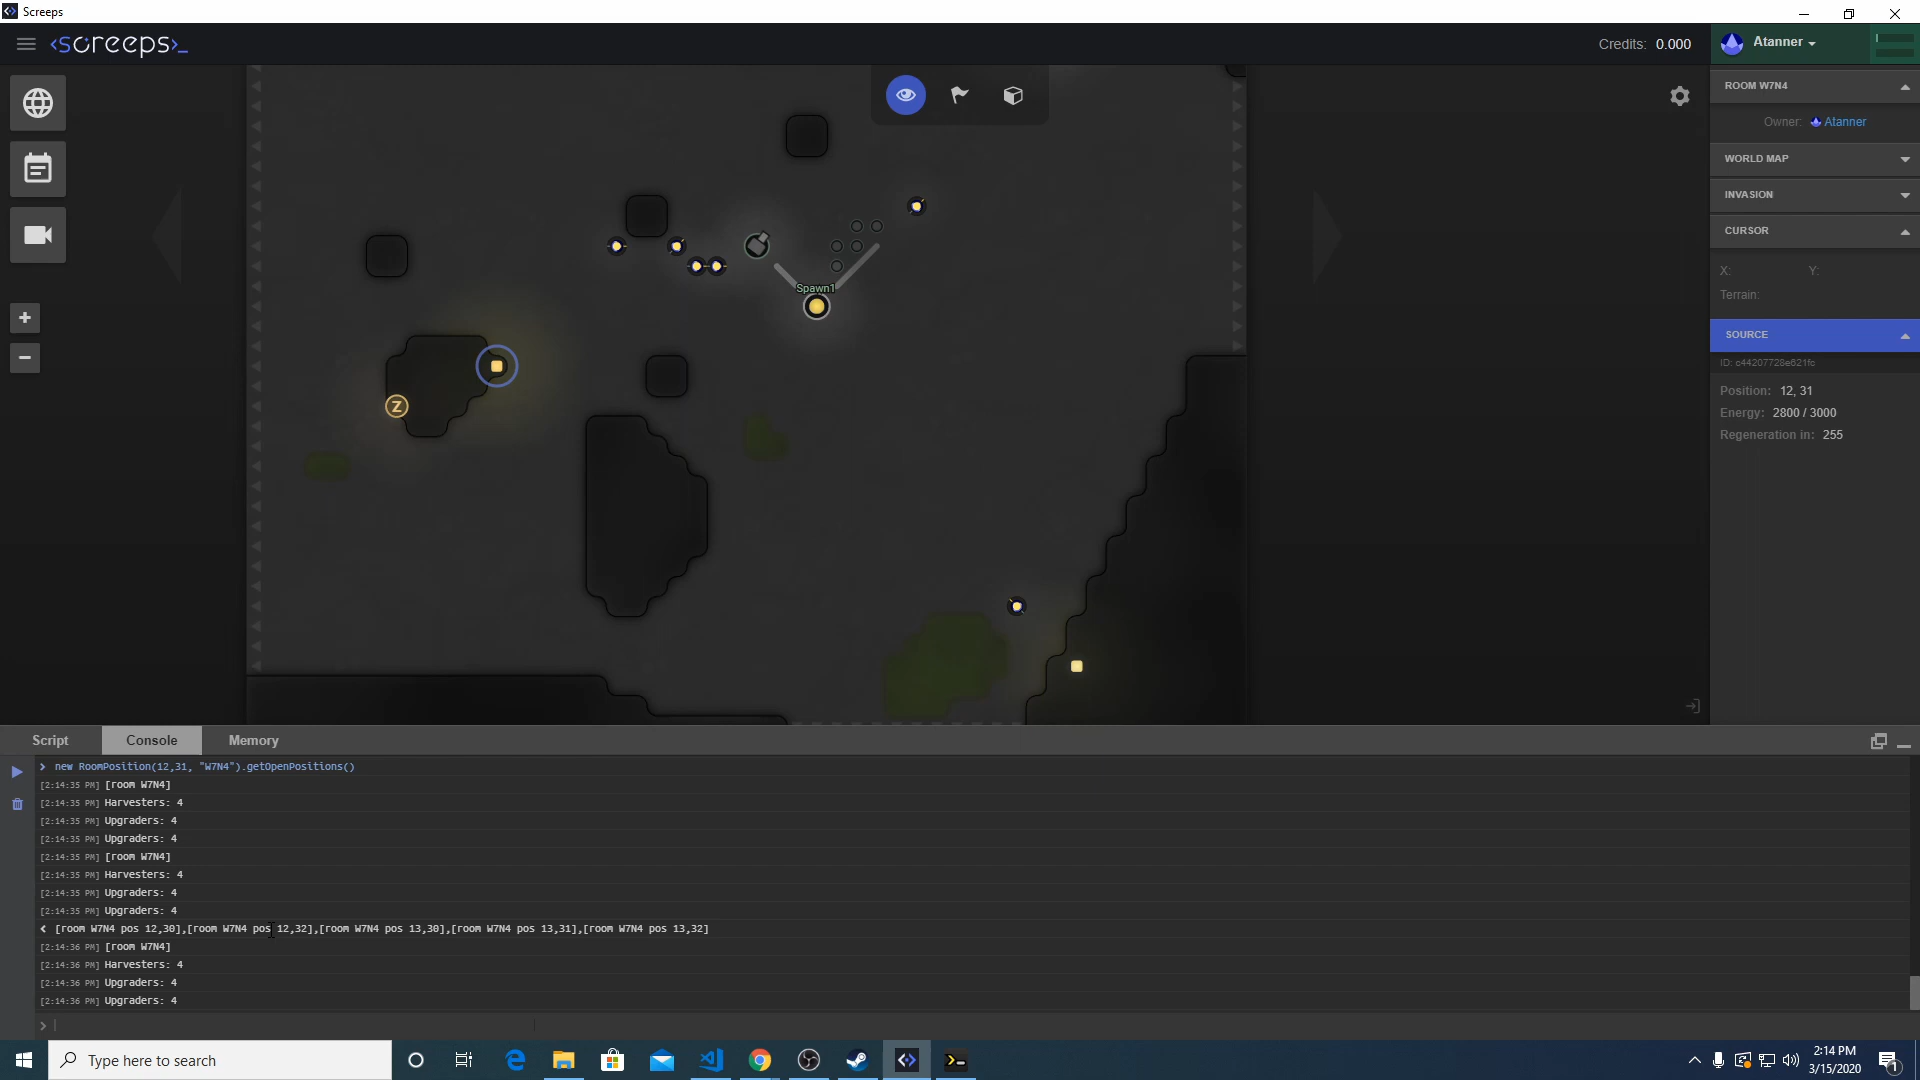 Screeps
<screeps>_
Credits: 0.000
Atanner
ROOM W7N4
Owner: Atanner
WORLD MAP
INVASION
CURSOR
X: Y:
Terrain:
SOURCE
ID: c44207728e621fc
Position: 12, 31
Energy: 2800 / 3000
Regeneration in: 255
Spawn1
Z
Script Console Memory
> new RoomPosition(12,31, "W7N4").getOpenPositions()
[2:14:35 PM] [room W7N4]
[2:14:35 PM] Harvesters: 4
[2:14:35 PM] Upgraders: 4
[2:14:35 PM] Upgraders: 4
[2:14:35 PM] [room W7N4]
[2:14:35 PM] Harvesters: 4
[2:14:35 PM] Upgraders: 4
[2:14:35 PM] Upgraders: 4
< [room W7N4 pos 12,30],[room W7N4 pos 12,32],[room W7N4 pos 13,30],[room W7N4 pos 13,31],[room W7N4 pos 13,32]
[2:14:36 PM] [room W7N4]
[2:14:36 PM] Harvesters: 4
[2:14:36 PM] Upgraders: 4
[2:14:36 PM] Upgraders: 4
>
Type here to search
2:14 PM
3/15/2020
1